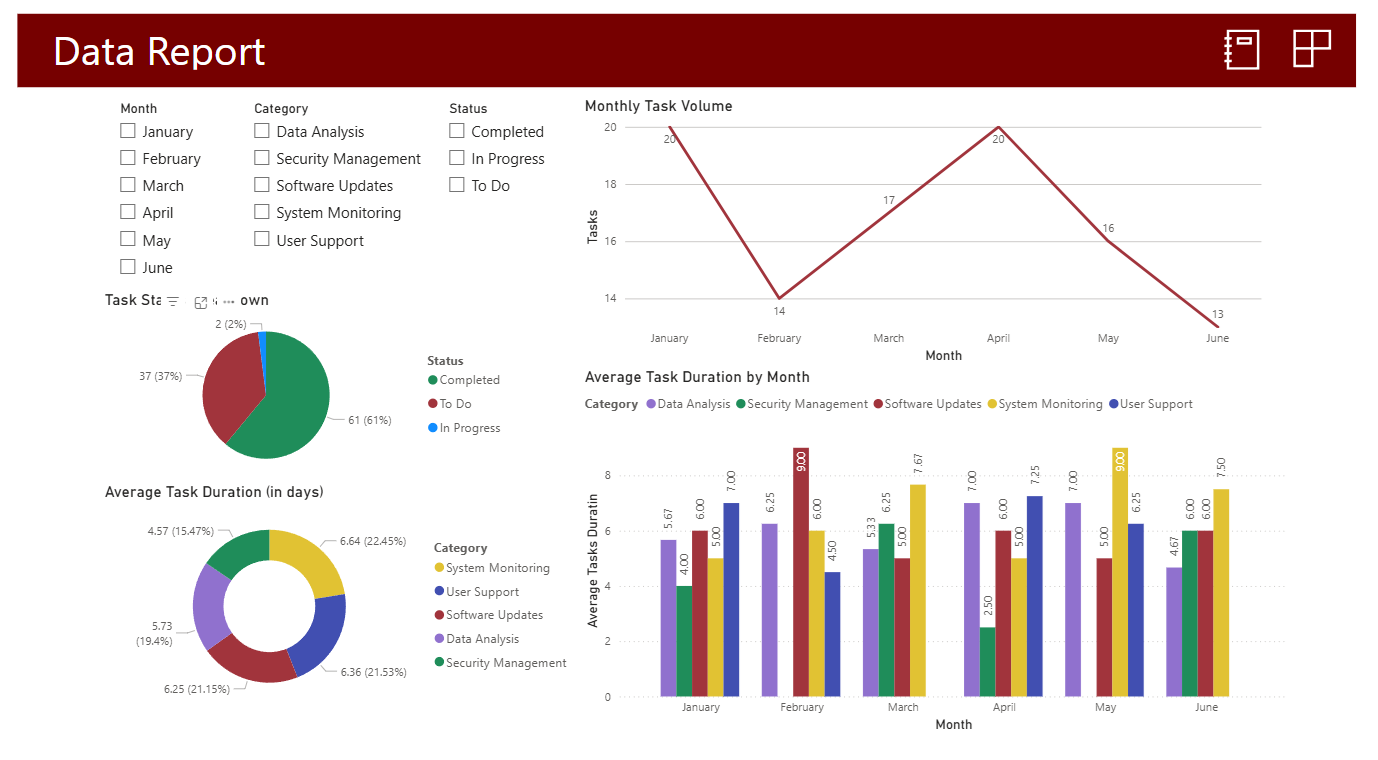 Data Report
Month
January
February
March
April
May
June
Category
Data Analysis
Security Management
Software Updates
System Monitoring
User Support
Status
Completed
In Progress
To Do
Monthly Task Volume
Tasks
20
18
16
14
20
14
17
20
16
13
January February March April May June
Month
Task Sta own
2 (2%)
37 (37%)
61 (61%)
Status
Completed
To Do
In Progress
Average Task Duration by Month
Category Data Analysis Security Management Software Updates System Monitoring User Support
Average Tasks Duratin
8
6
4
2
0
5.67 4.00 6.00 5.00 7.00
6.25 9.00 6.00 4.50
5.33 6.25 5.00 7.67
7.00 2.50 6.00 5.00 7.25
7.00 5.00 9.00 6.25
4.67 6.00 6.00 7.50
January February March April May June
Month
Average Task Duration (in days)
4.57 (15.47%)
6.64 (22.45%)
5.73
(19.4%)
6.25 (21.15%)
6.36 (21.53%)
Category
System Monitoring
User Support
Software Updates
Data Analysis
Security Management